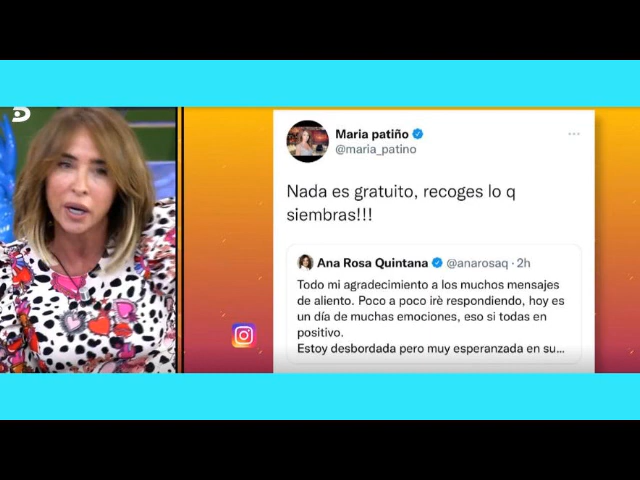 Maria patiño
@maria_patino
Nada es gratuito, recoges lo q
siembras!!!
Ana Rosa Quintana @anarosaq · 2h
Todo mi agradecimiento a los muchos mensajes
de aliento. Poco a poco irè respondiendo, hoy es
un día de muchas emociones, eso si todas en
positivo.
Estoy desbordada pero muy esperanzada en su...